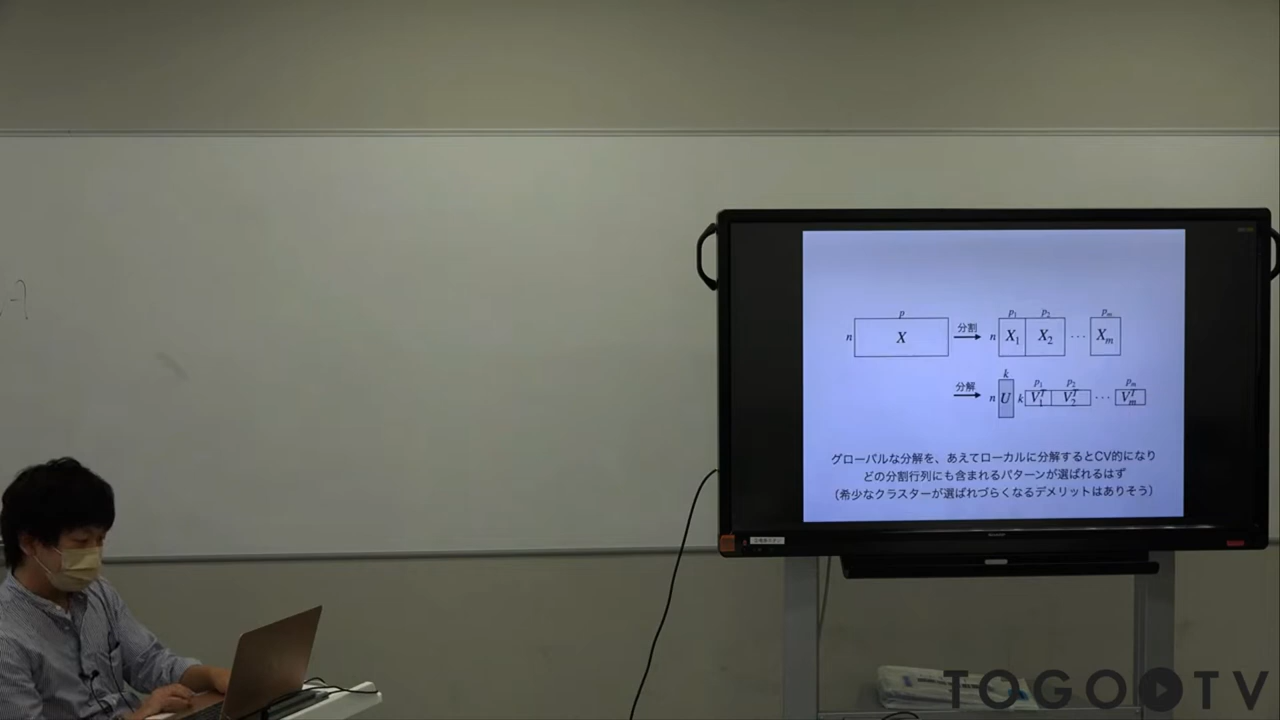 p p₁ p₂ pₘ
n X 分割 n X₁ X₂ ··· Xₘ
k p₁ p₂ pₘ
分解 n U k V₁ᵀ V₂ᵀ ··· Vₘᵀ
グローバルな分解を、あえてローカルに分解するとCV的になり
どの分割行列にも含まれるパターンが選ばれるはず
（希少なクラスターが選ばれづらくなるデメリットはありそう）
SHARP
TOGO TV